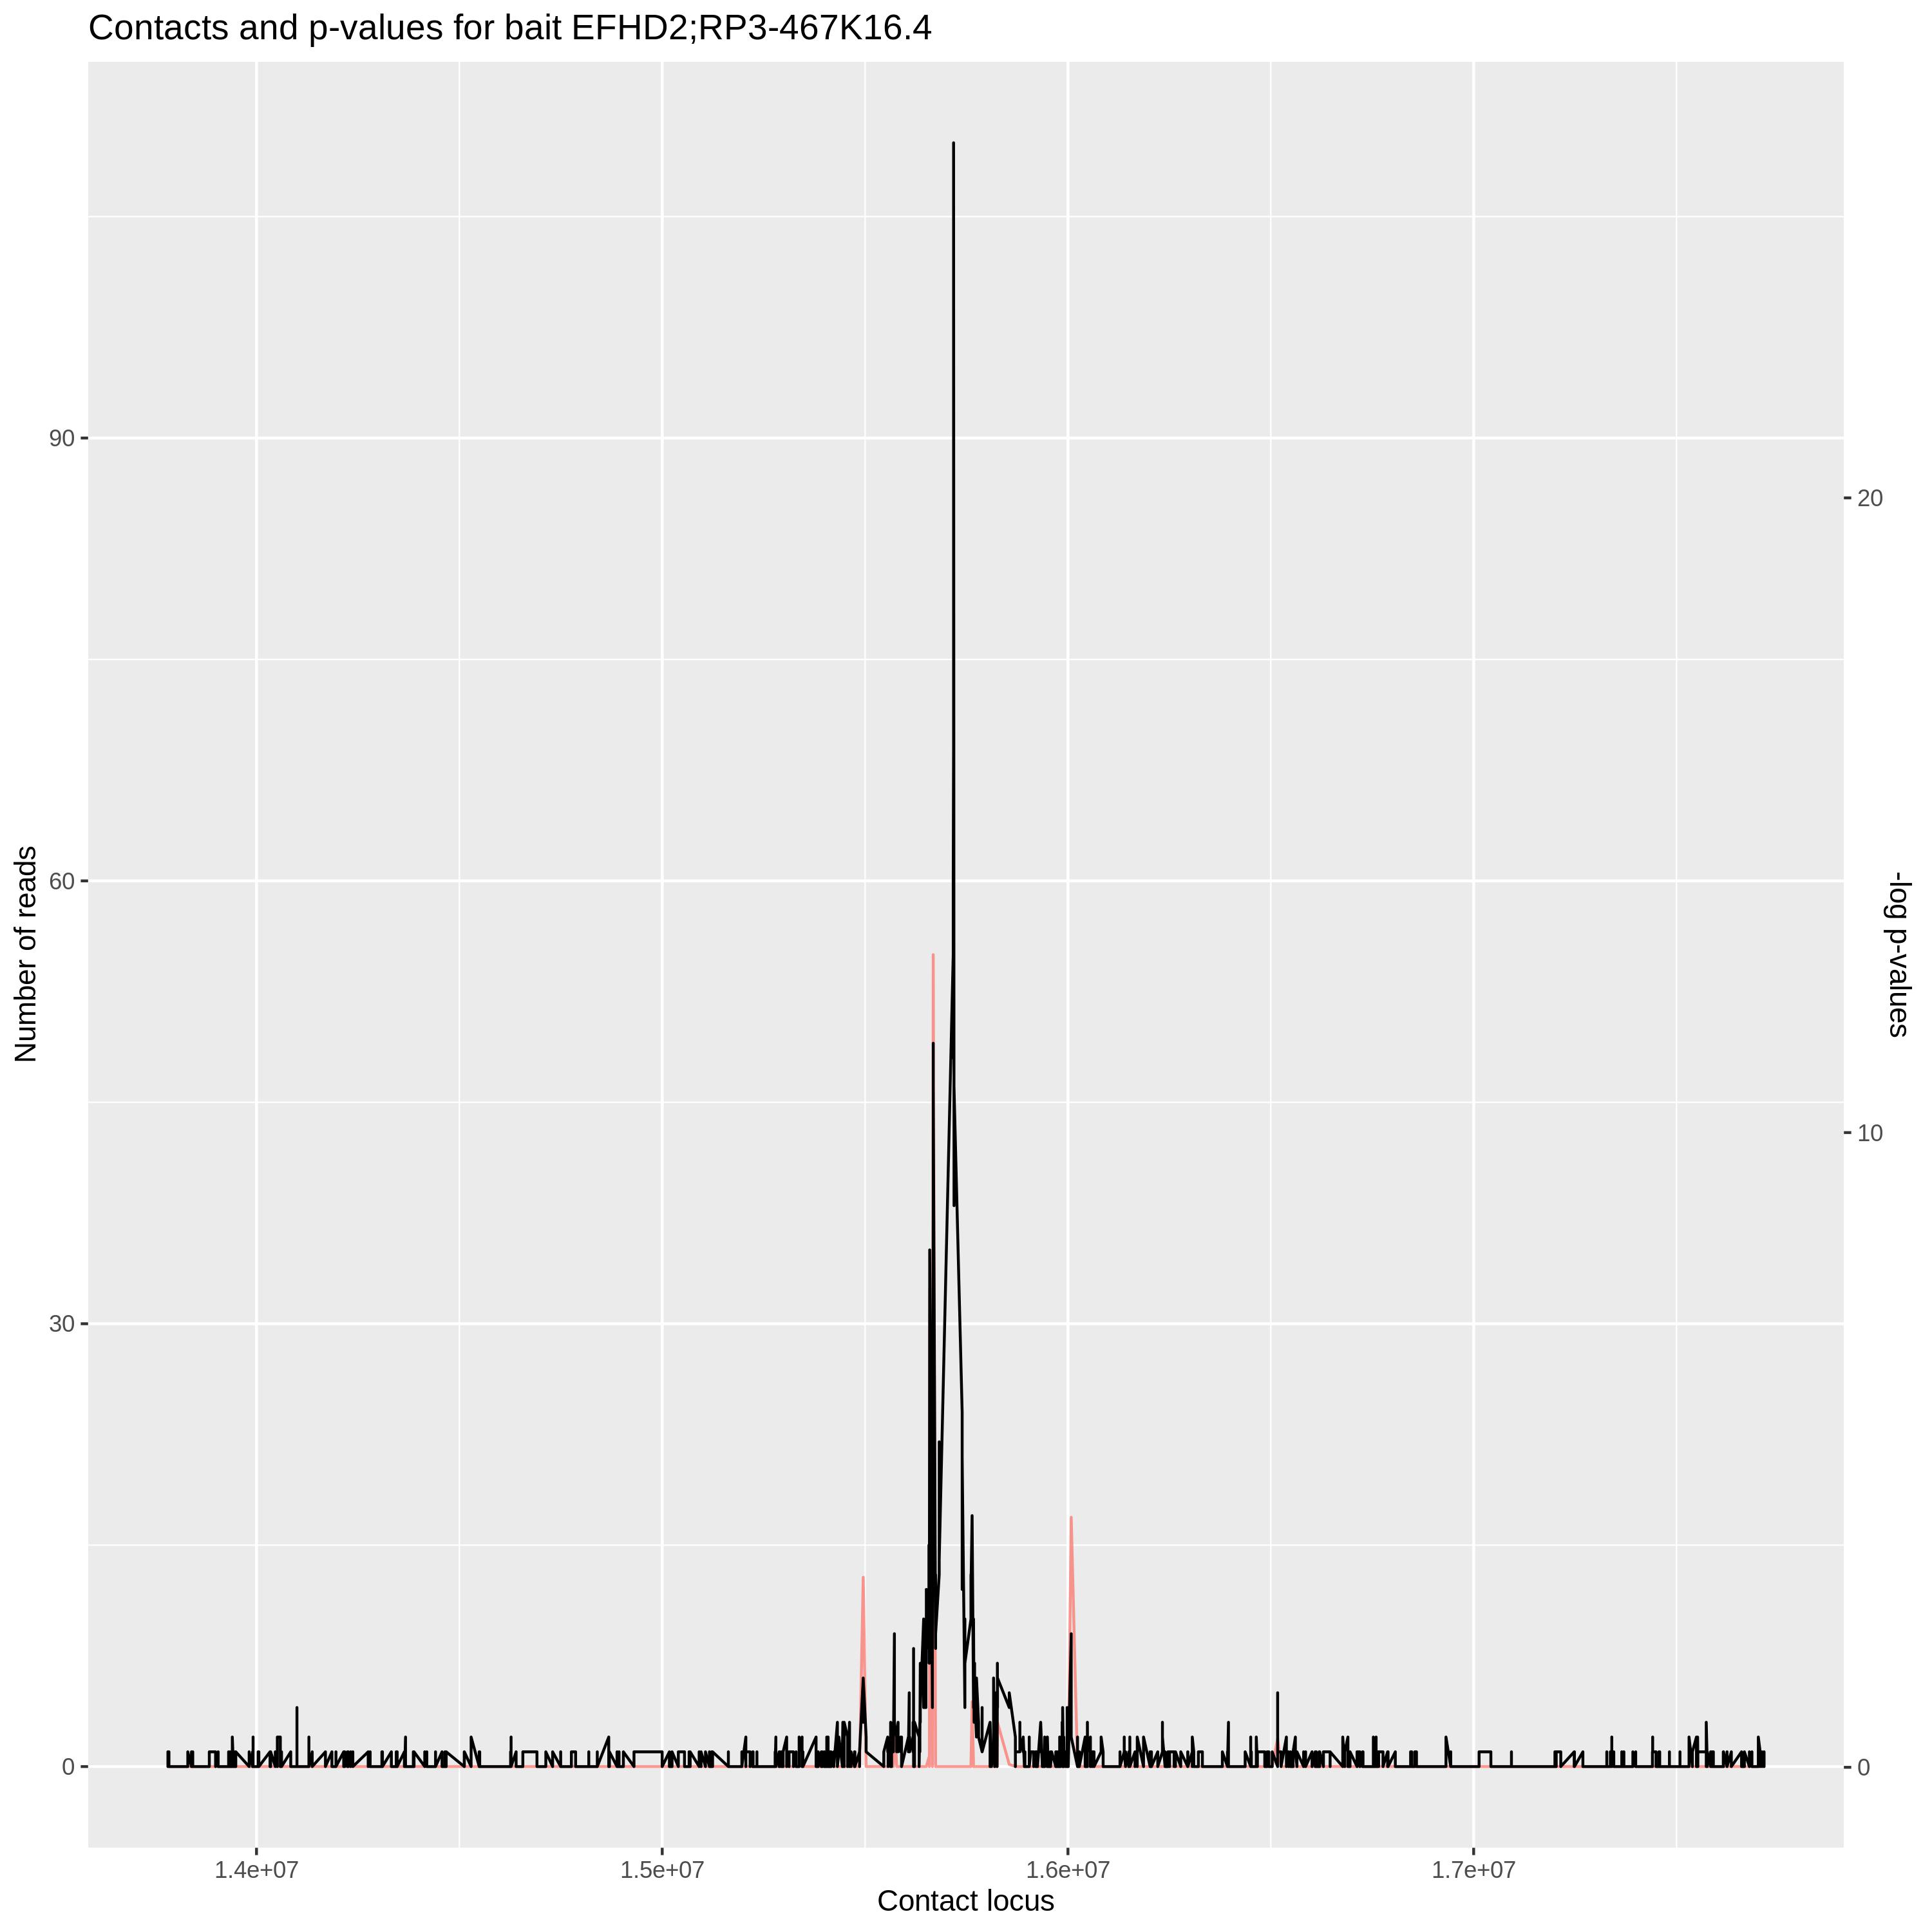 Contacts and p-values for bait EFHD2;RP3-467K16.4
Number of reads
90
60
30
0
20
10
0
-log p-values
1.4e+07
1.5e+07
1.6e+07
1.7e+07
Contact locus